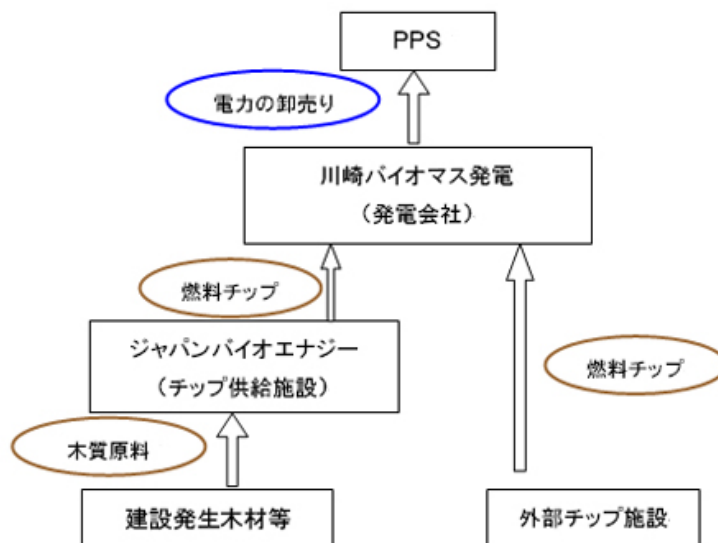 PPS
電力の卸売り
川崎バイオマス発電
（発電会社）
燃料チップ
ジャパンバイオエナジー
（チップ供給施設）
燃料チップ
木質原料
建設発生木材等
外部チップ施設